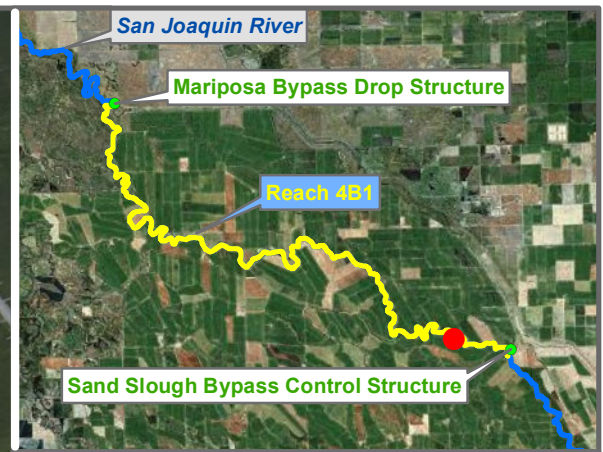 San Joaquin River
Mariposa Bypass Drop Structure
Reach 4B1
Sand Slough Bypass Control Structure